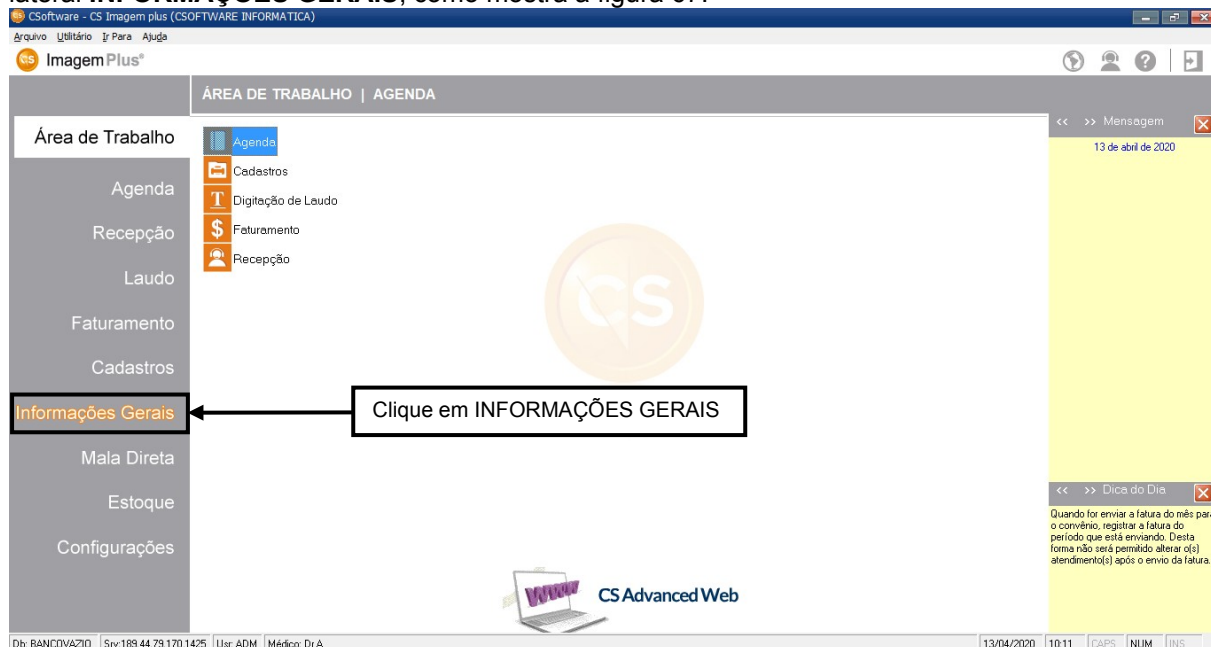 lateral INFORMAÇÕES GERAIS, como mostra a figura
CSoftware - CS Imagem plus (CSOFTWARE INFORMATICA)
Arquivo Utilitário Ir Para Ajuda
CS Imagem Plus®
ÁREA DE TRABALHO | AGENDA
Área de Trabalho
Agenda
Recepção
Laudo
Faturamento
Cadastros
Informações Gerais
Mala Direta
Estoque
Configurações
Agenda
Cadastros
T Digitação de Laudo
$ Faturamento
Recepção
CS
Clique em INFORMAÇÕES GERAIS
WWW CS Advanced Web
<< >> Mensagem
13 de abril de 2020
<< >> Dica do Dia
Quando for enviar a fatura do mês par
o convênio, registrar a fatura do
período que está enviando. Desta
forma não será permitido alterar o(s)
atendimento(s) após o envio da fatura.
Db: BANCOVAZIO Srv:189.44.79.170.1425 Usr: ADM Médico: Dr.A 13/04/2020 10:11 CAPS NUM INS